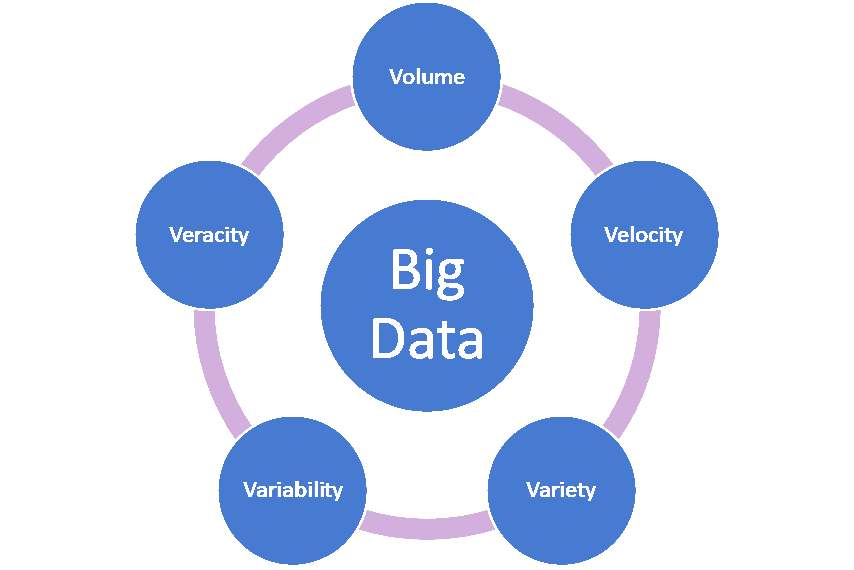 Volume
Veracity
Velocity
Big
Data
Variability
Variety